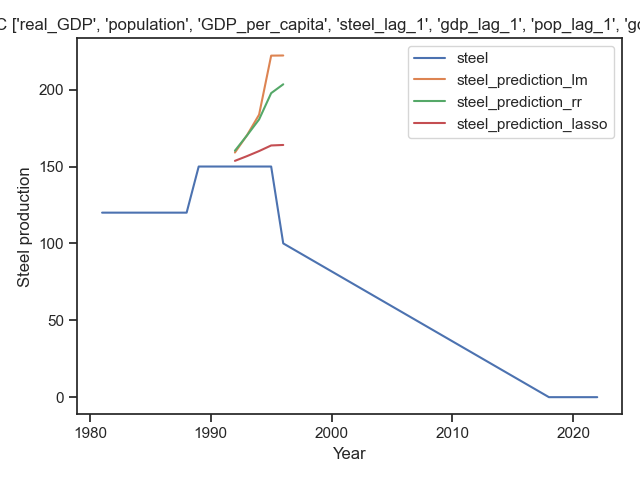 C ['real_GDP', 'population', 'GDP_per_capita', 'steel_lag_1', 'gdp_lag_1', 'pop_lag_1', 'gd
steel
steel_prediction_lm
steel_prediction_rr
steel_prediction_lasso
Steel production
200
150
100
50
0
1980 1990 2000 2010 2020
Year